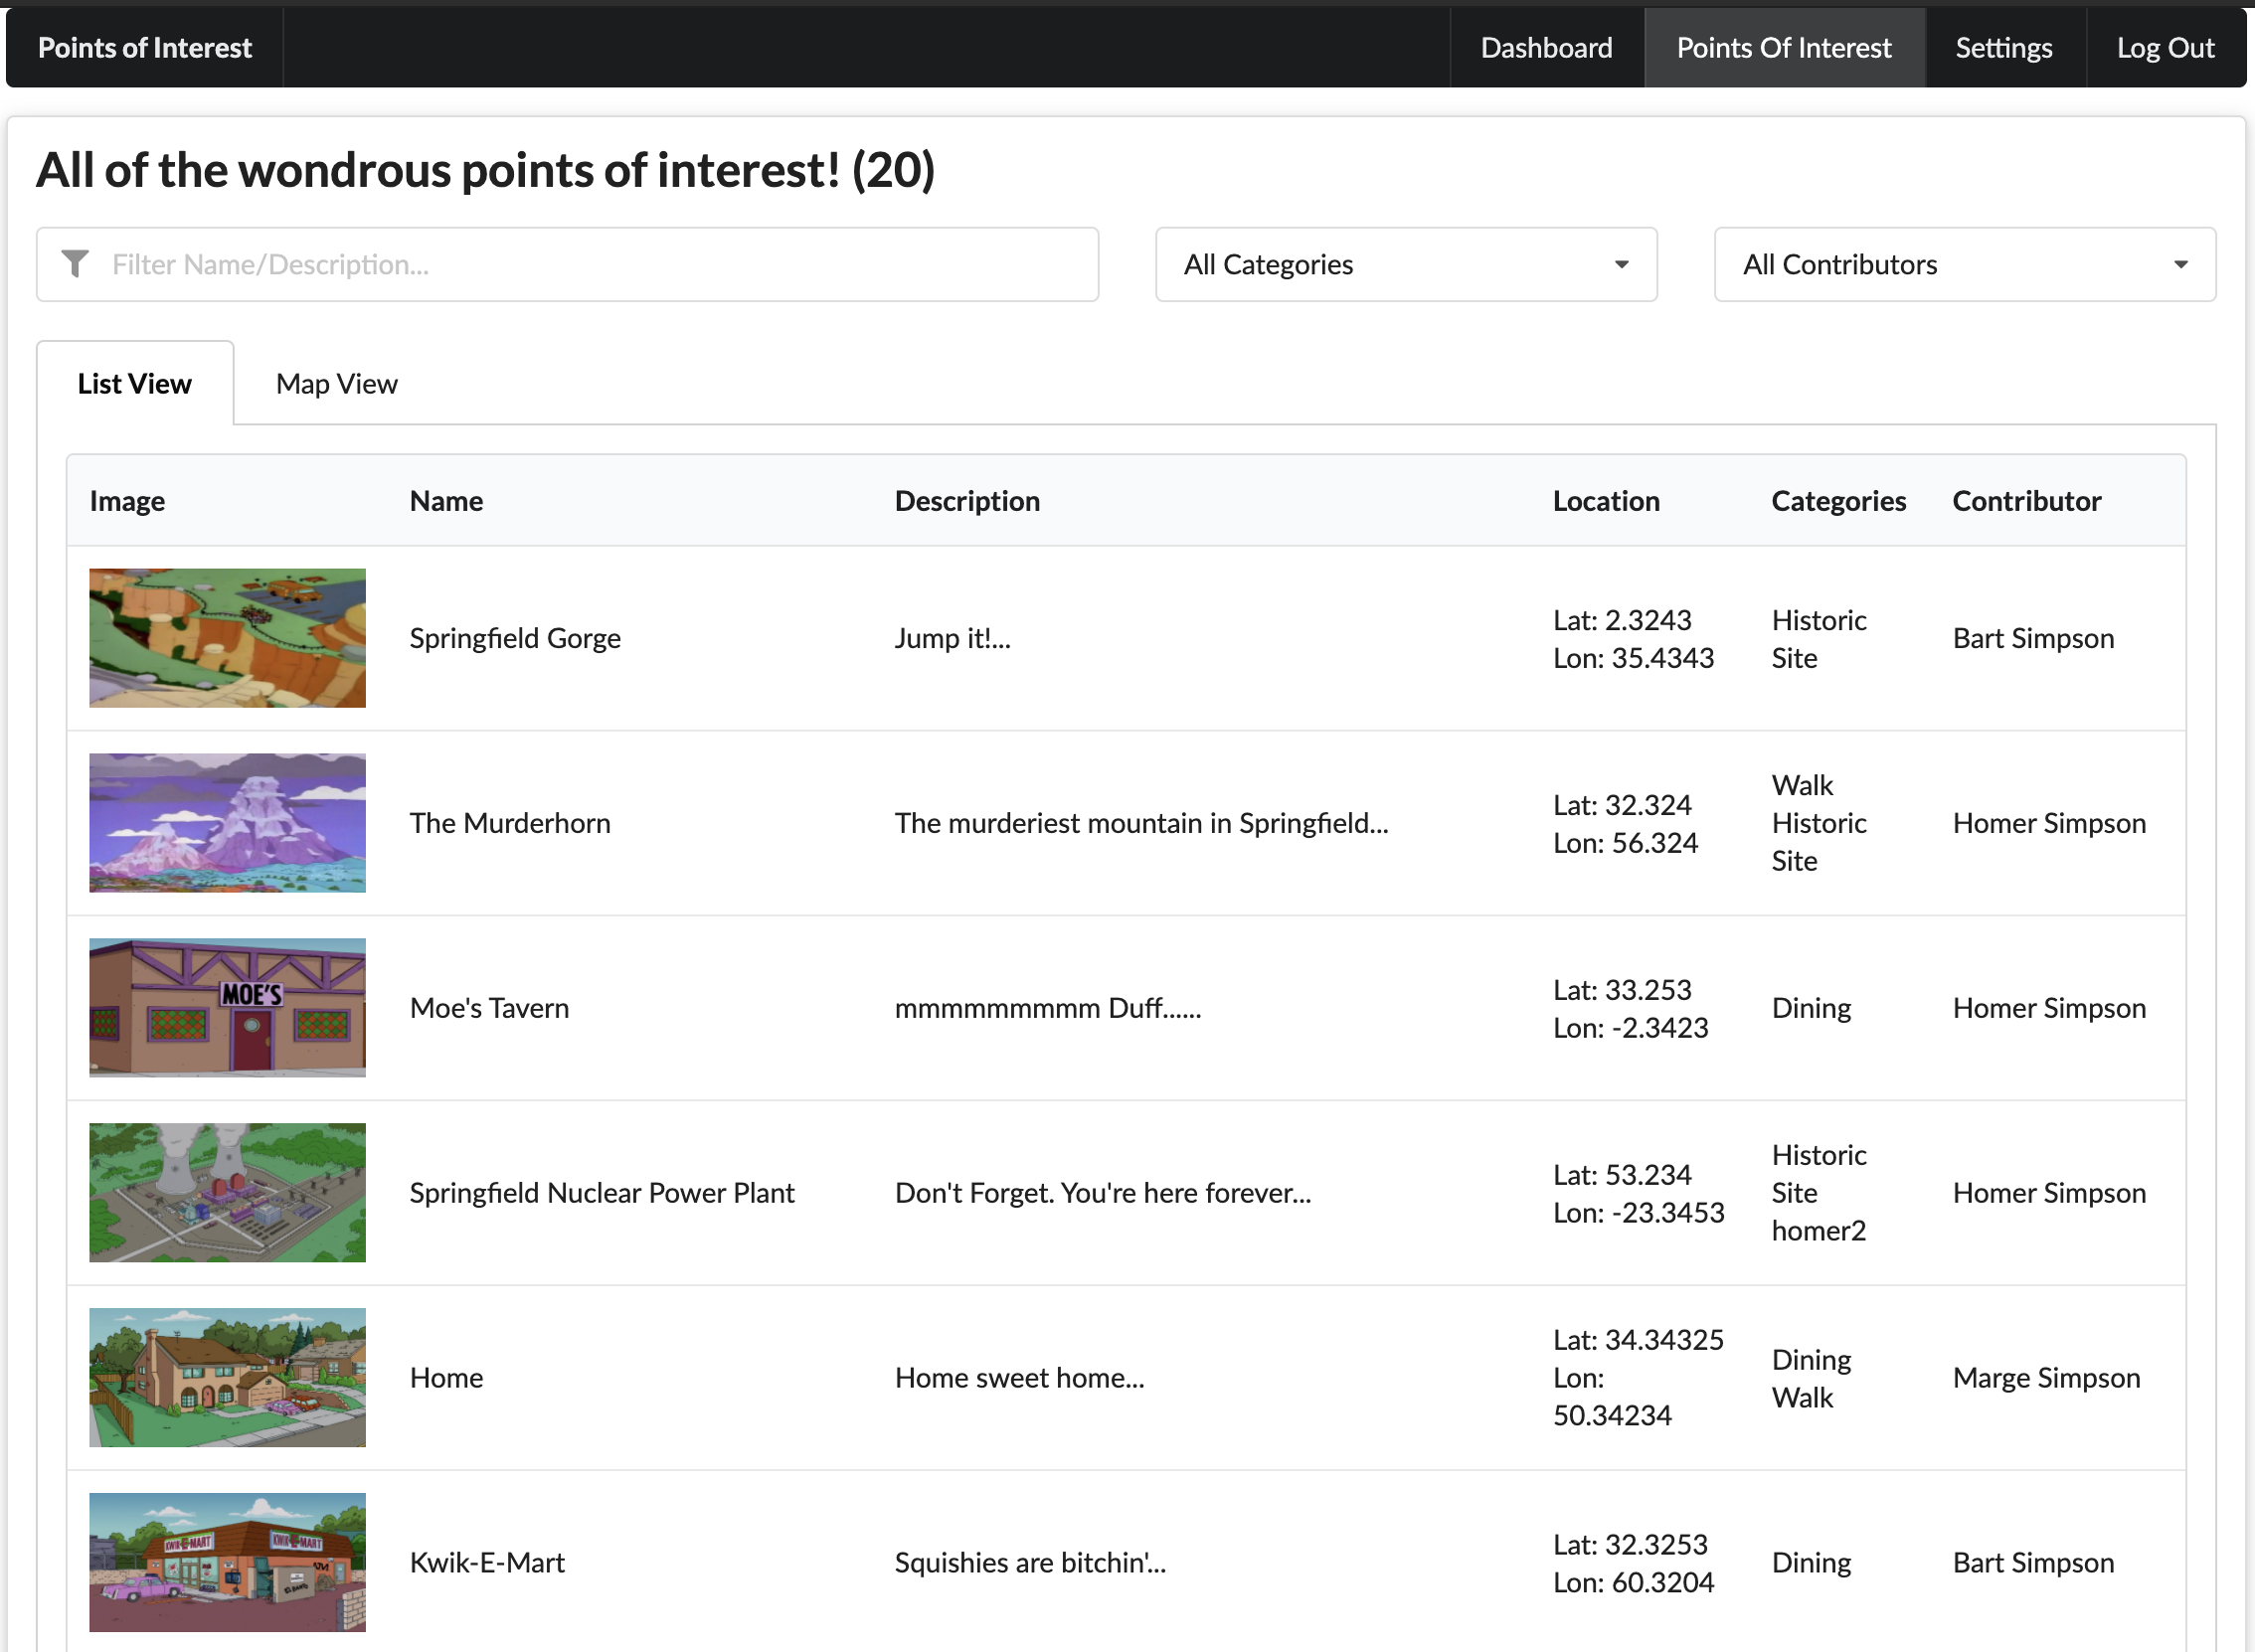 Points of Interest
Dashboard
Points Of Interest
Settings
Log Out
All of the wondrous points of interest! (20)
Filter Name/Description...
All Categories
All Contributors
List View
Map View
Image
Name
Description
Location
Categories
Contributor
Springfield Gorge
Jump it!...
Lat: 2.3243
Lon: 35.4343
Historic
Site
Bart Simpson
The Murderhorn
The murderiest mountain in Springfield...
Lat: 32.324
Lon: 56.324
Walk
Historic
Site
Homer Simpson
MOE'S
Moe's Tavern
mmmmmmmmm Duff......
Lat: 33.253
Lon: -2.3423
Dining
Homer Simpson
Springfield Nuclear Power Plant
Don't Forget. You're here forever...
Lat: 53.234
Lon: -23.3453
Historic
Site
homer2
Homer Simpson
Home
Home sweet home...
Lat: 34.34325
Lon:
50.34234
Dining
Walk
Marge Simpson
KWIK-E-MART
KWIK-E-MART
Kwik-E-Mart
Squishies are bitchin'...
Lat: 32.3253
Lon: 60.3204
Dining
Bart Simpson